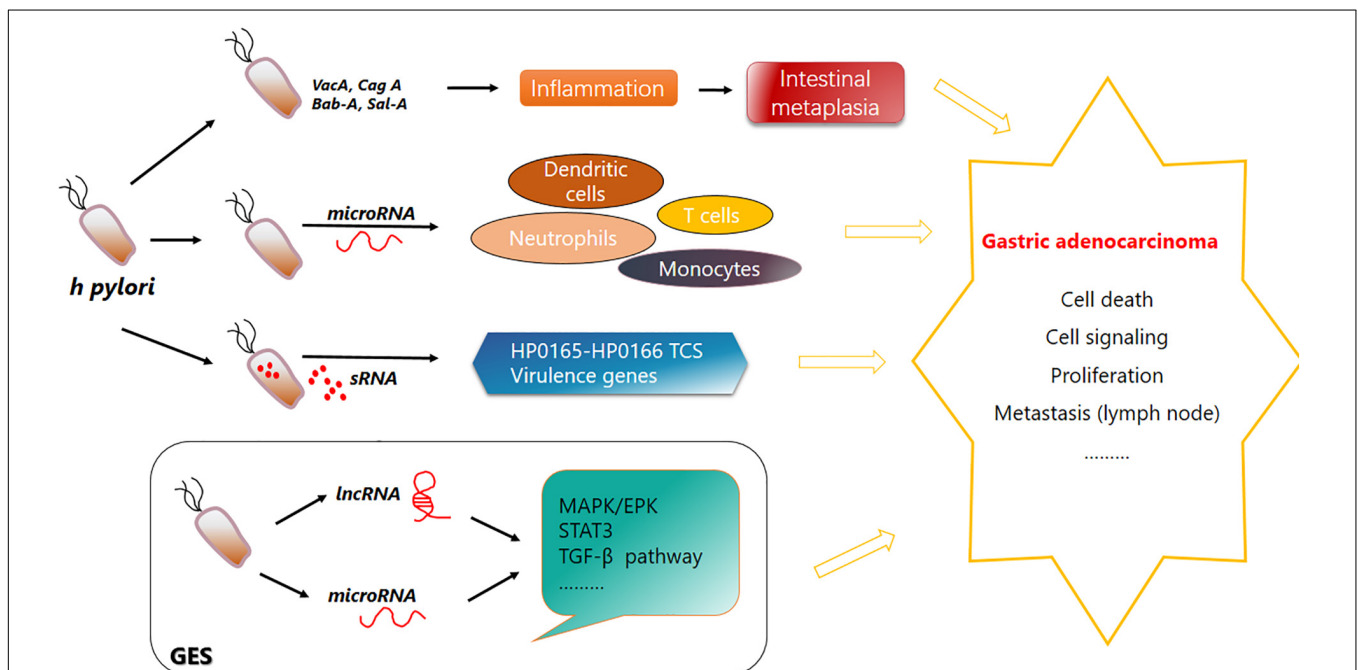 VacA, Cag A
Bab-A, Sal-A
Inflammation
Intestinal
metaplasia
h pylori
microRNA
Dendritic
cells
T cells
Neutrophils
Monocytes
sRNA
HP0165-HP0166 TCS
Virulence genes
lncRNA
microRNA
MAPK/EPK
STAT3
TGF-β pathway
.........
GES
Gastric adenocarcinoma
Cell death
Cell signaling
Proliferation
Metastasis (lymph node)
.........